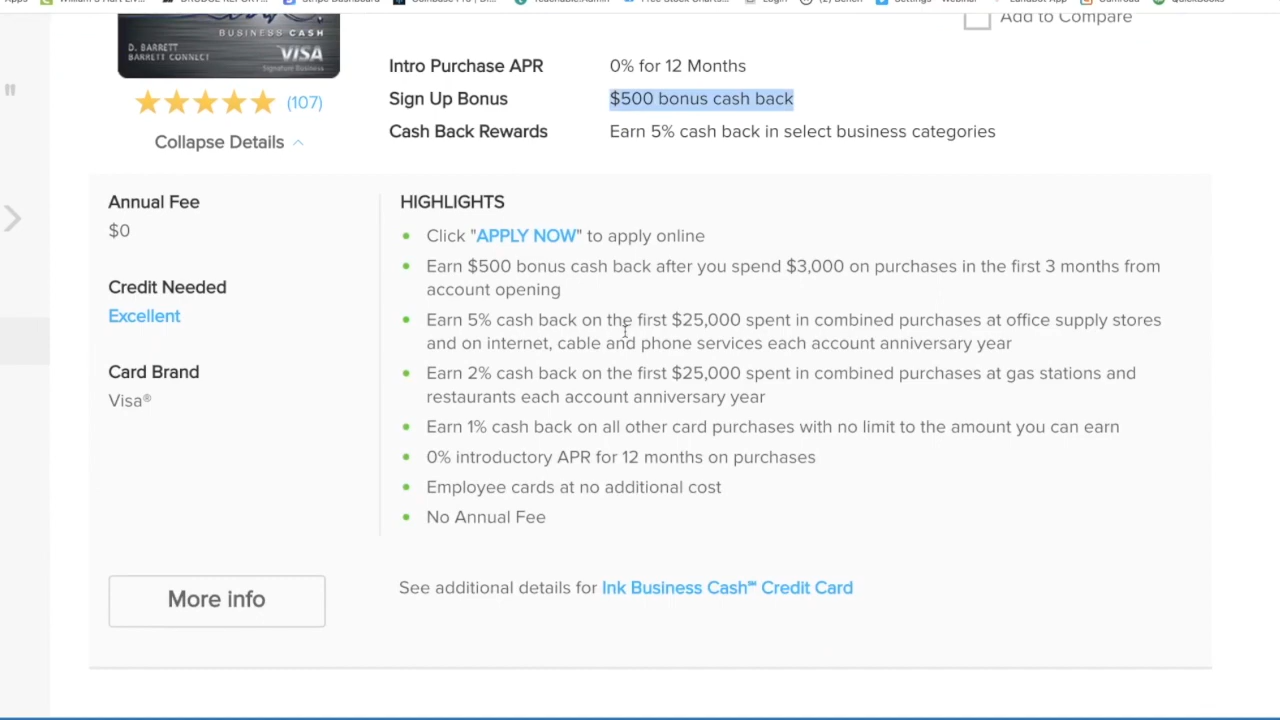 BUSINESS CASH
D. BARRETT
BARRETT CONNECT
VISA
Signature Business
Add to Compare
Intro Purchase APR 0% for 12 Months
(107)
Sign Up Bonus $500 bonus cash back
Cash Back Rewards Earn 5% cash back in select business categories
Collapse Details
Annual Fee
$0
Credit Needed
Excellent
Card Brand
Visa®
HIGHLIGHTS
Click "APPLY NOW" to apply online
Earn $500 bonus cash back after you spend $3,000 on purchases in the first 3 months from
account opening
Earn 5% cash back on the first $25,000 spent in combined purchases at office supply stores
and on internet, cable and phone services each account anniversary year
Earn 2% cash back on the first $25,000 spent in combined purchases at gas stations and
restaurants each account anniversary year
Earn 1% cash back on all other card purchases with no limit to the amount you can earn
0% introductory APR for 12 months on purchases
Employee cards at no additional cost
No Annual Fee
More info
See additional details for Ink Business Cash℠ Credit Card